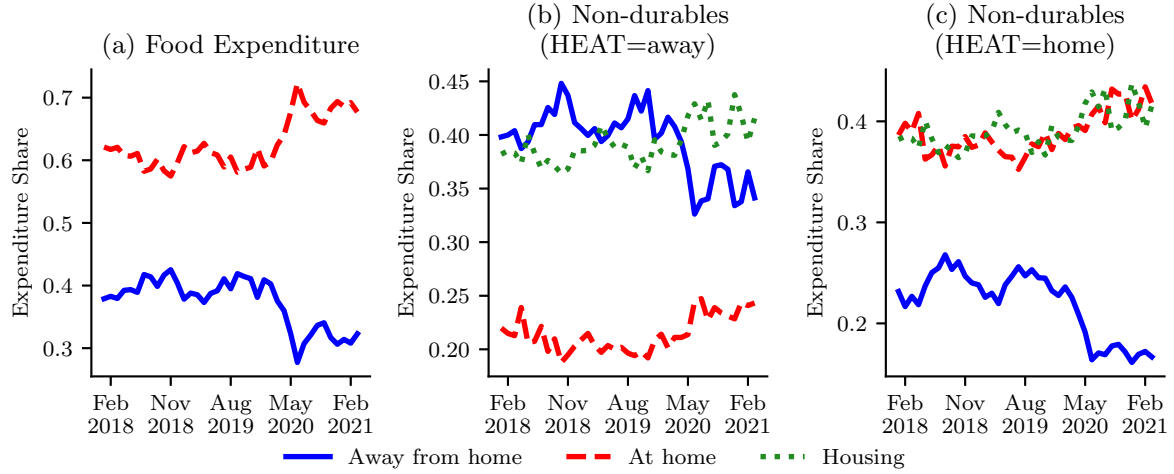 (a) Food Expenditure
(b) Non-durables
(HEAT=away)
(c) Non-durables
(HEAT=home)
Expenditure Share
0.7
0.6
0.5
0.4
0.3
Feb 2018
Nov 2018
Aug 2019
May 2020
Feb 2021
Expenditure Share
0.45
0.40
0.35
0.30
0.25
0.20
Feb 2018
Nov 2018
Aug 2019
May 2020
Feb 2021
Expenditure Share
0.4
0.3
0.2
Feb 2018
Nov 2018
Aug 2019
May 2020
Feb 2021
Away from home
At home
Housing